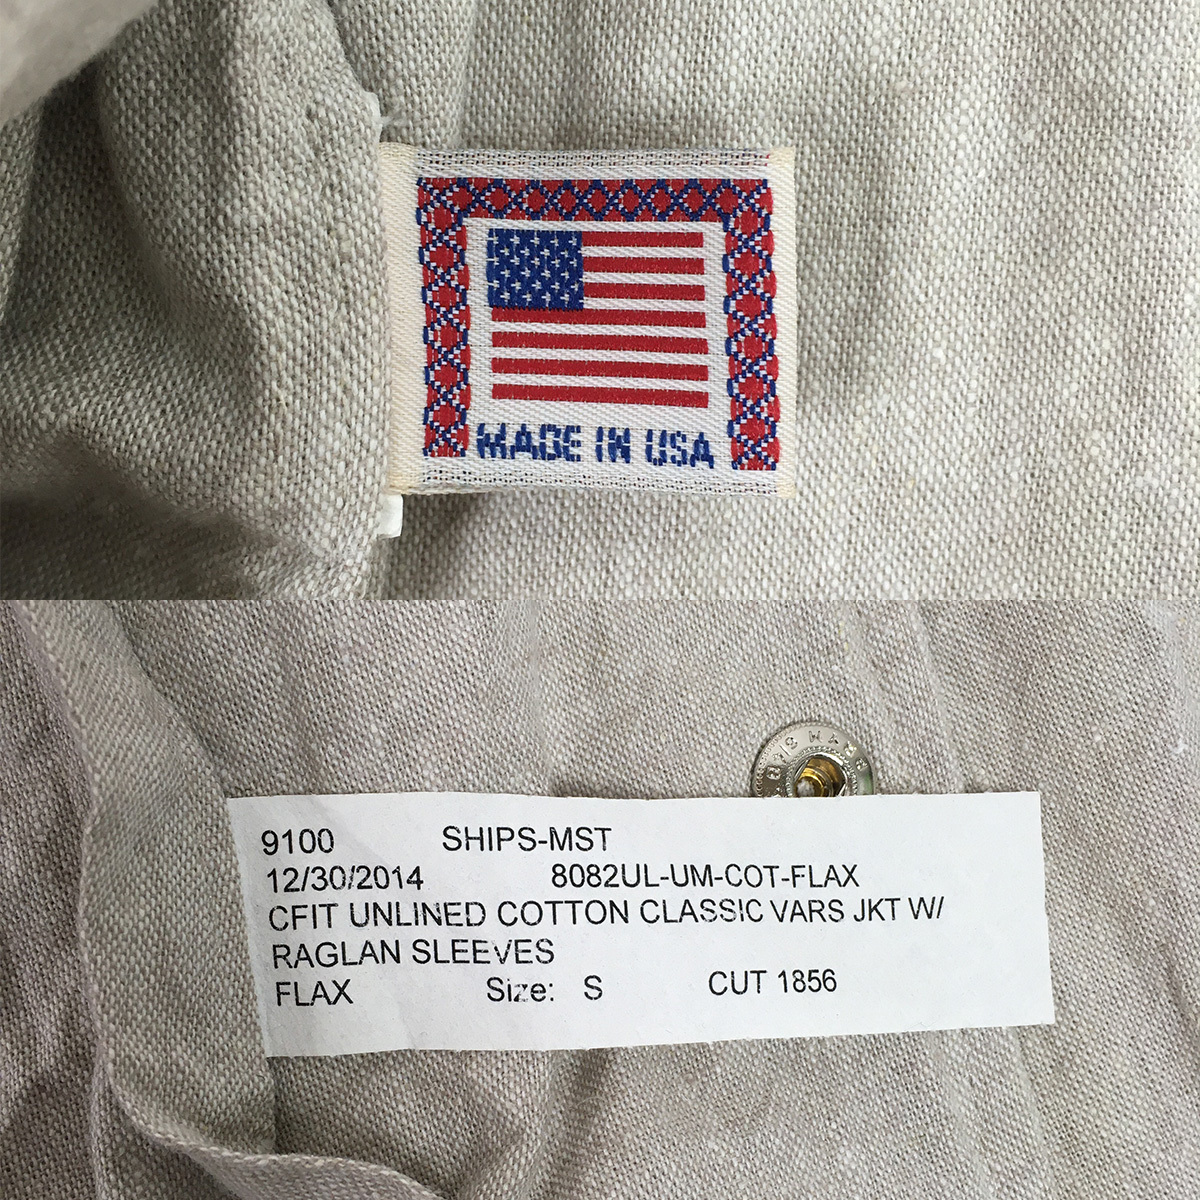 MADE IN USA
9100 SHIPS-MST
12/30/2014 8082UL-UM-COT-FLAX
CFIT UNLINED COTTON CLASSIC VARS JKT W/
RAGLAN SLEEVES
FLAX Size: S CUT 1856